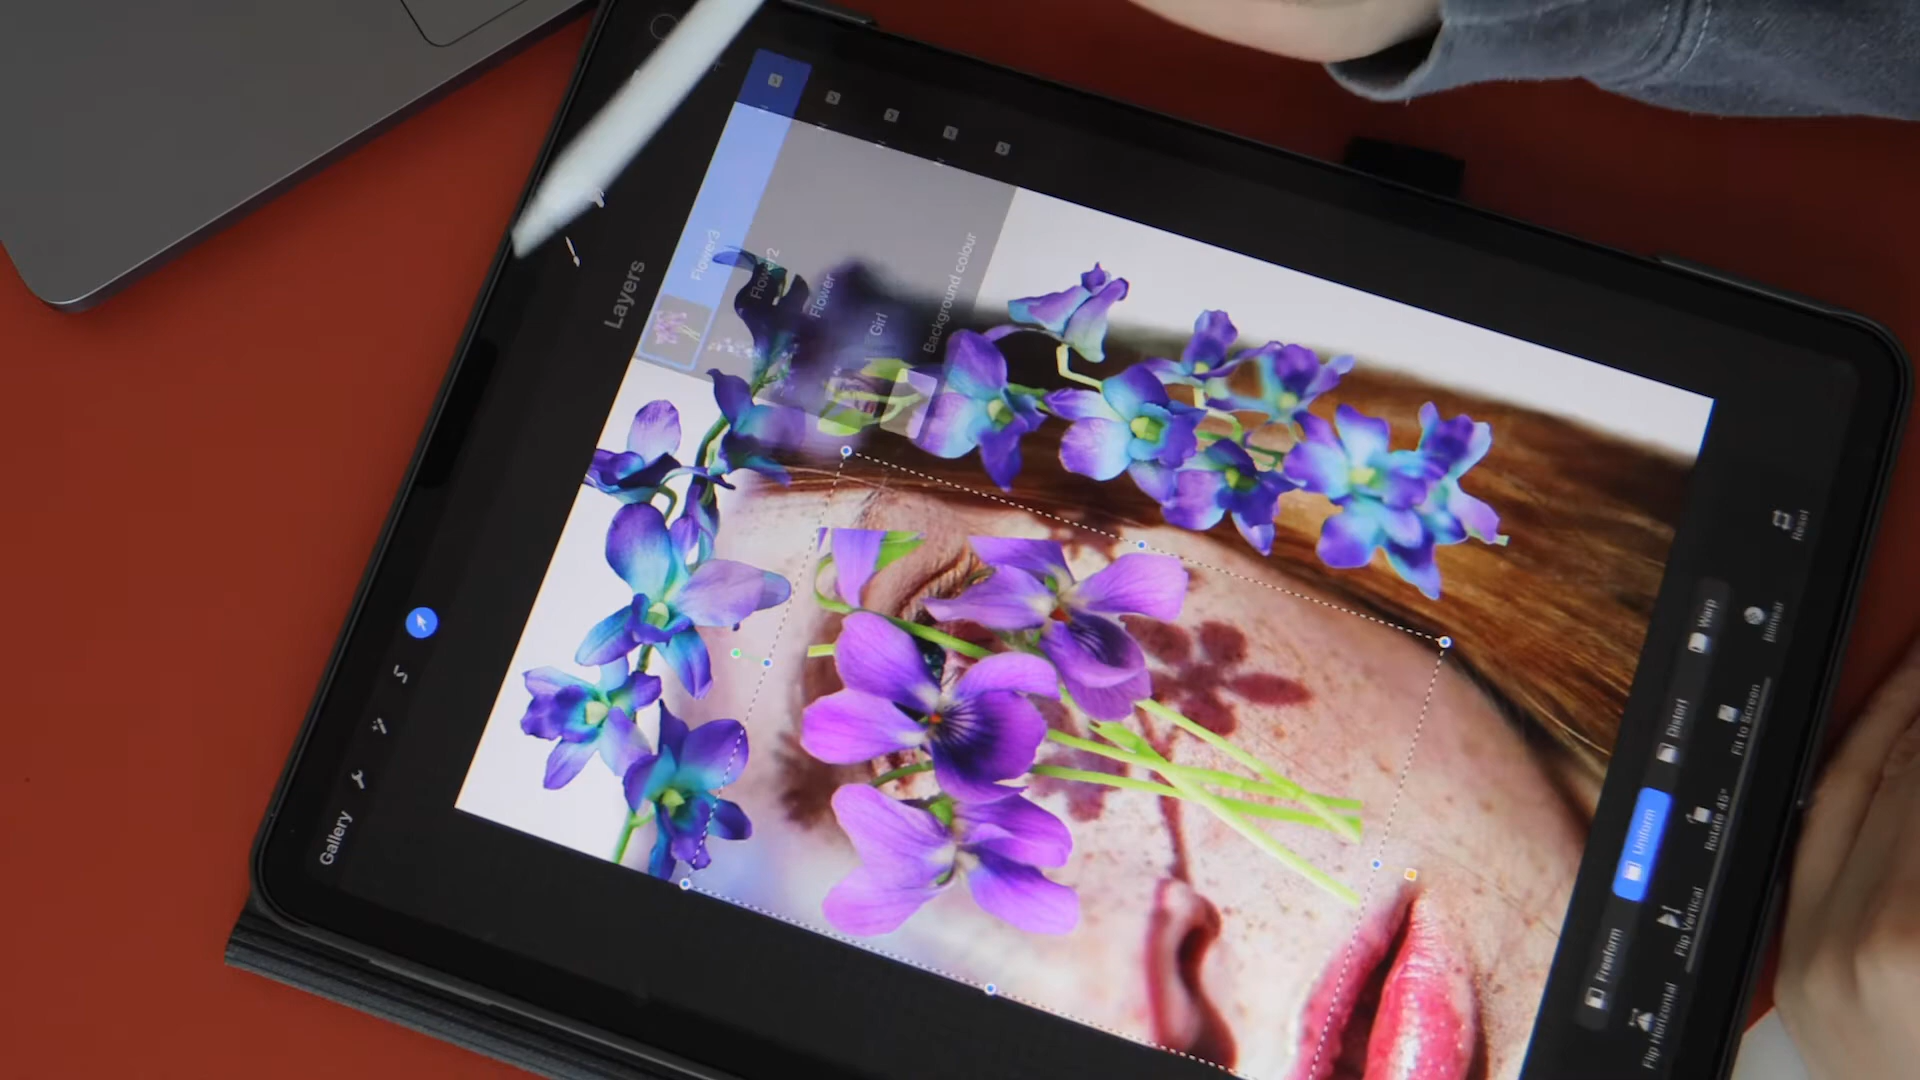 Gallery
Layers
Flower3
Flower2
Flower
Girl
Background colour
Freeform
Uniform
Distort
Warp
Flip Horizontal
Flip Vertical
Rotate 45°
Fit to Screen
Bilinear
Reset